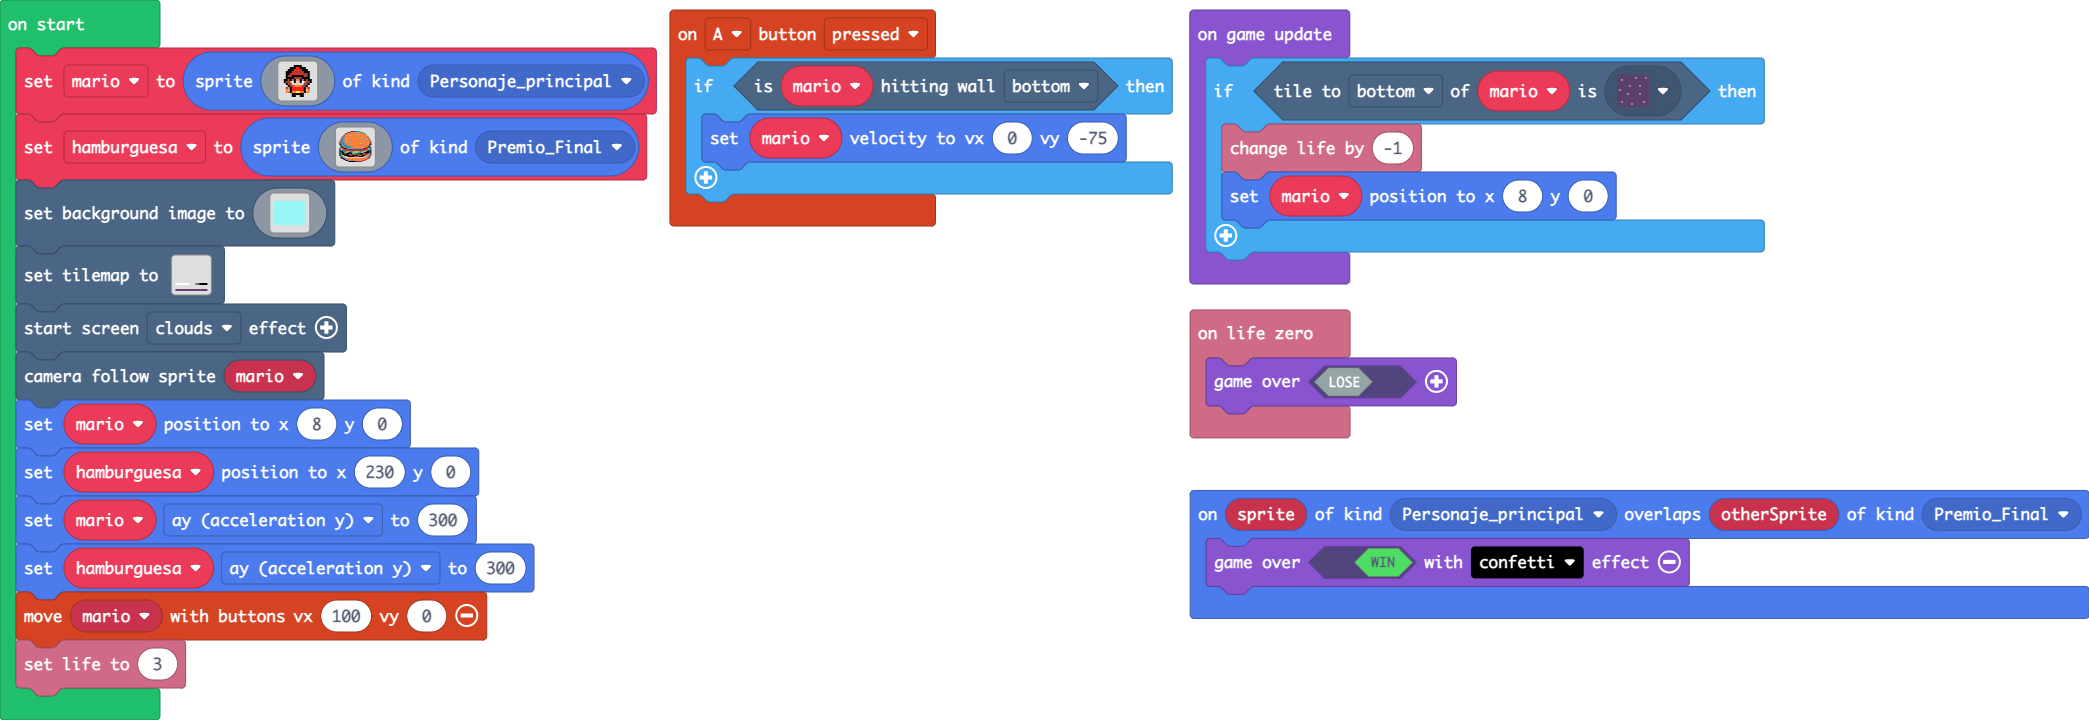 on start
set mario to sprite of kind Personaje_principal
set hamburguesa to sprite of kind Premio_Final
set background image to
set tilemap to
start screen clouds effect
camera follow sprite mario
set mario position to x 8 y 0
set hamburguesa position to x 230 y 0
set mario ay (acceleration y) to 300
set hamburguesa ay (acceleration y) to 300
move mario with buttons vx 100 vy 0
set life to 3
on A button pressed
if is mario hitting wall bottom then
set mario velocity to vx 0 vy -75
on game update
if tile to bottom of mario is then
change life by -1
set mario position to x 8 y 0
on life zero
game over LOSE
on sprite of kind Personaje_principal overlaps otherSprite of kind Premio_Final
game over WIN with confetti effect